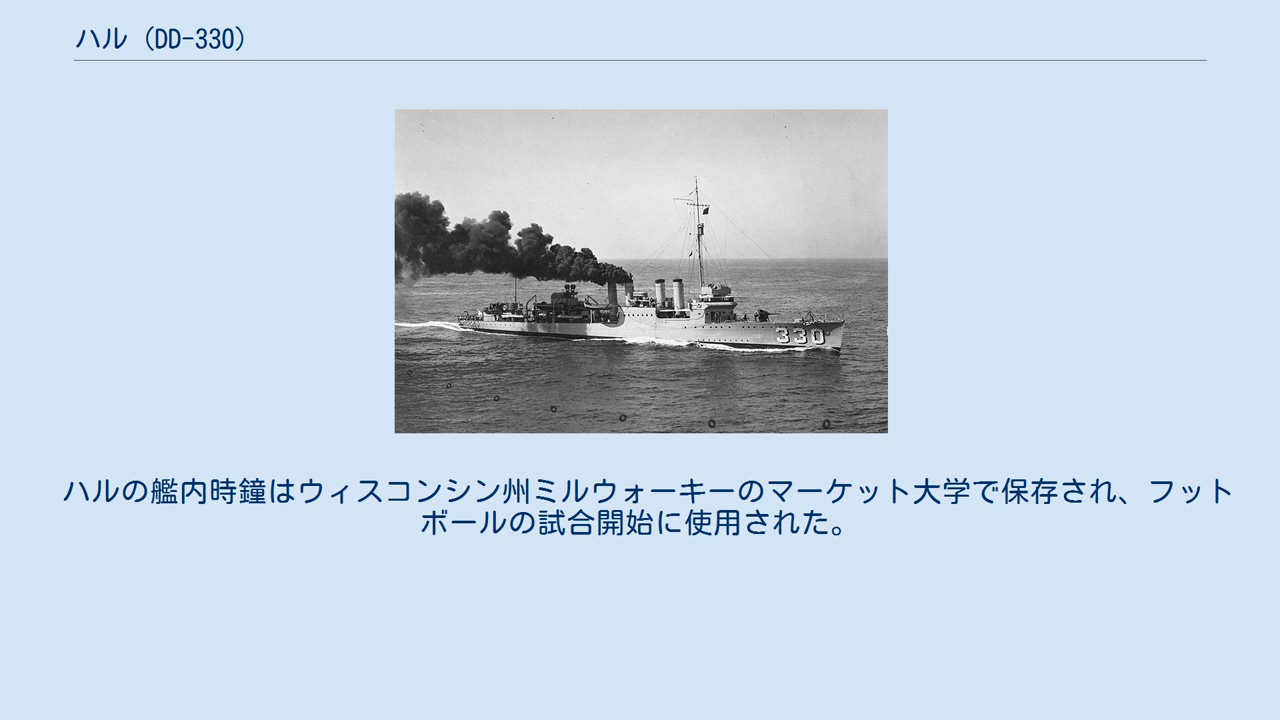 ハル（DD-330）
330
ハルの艦内時鐘はウィスコンシン州ミルウォーキーのマーケット大学で保存され、フット
ボールの試合開始に使用された。